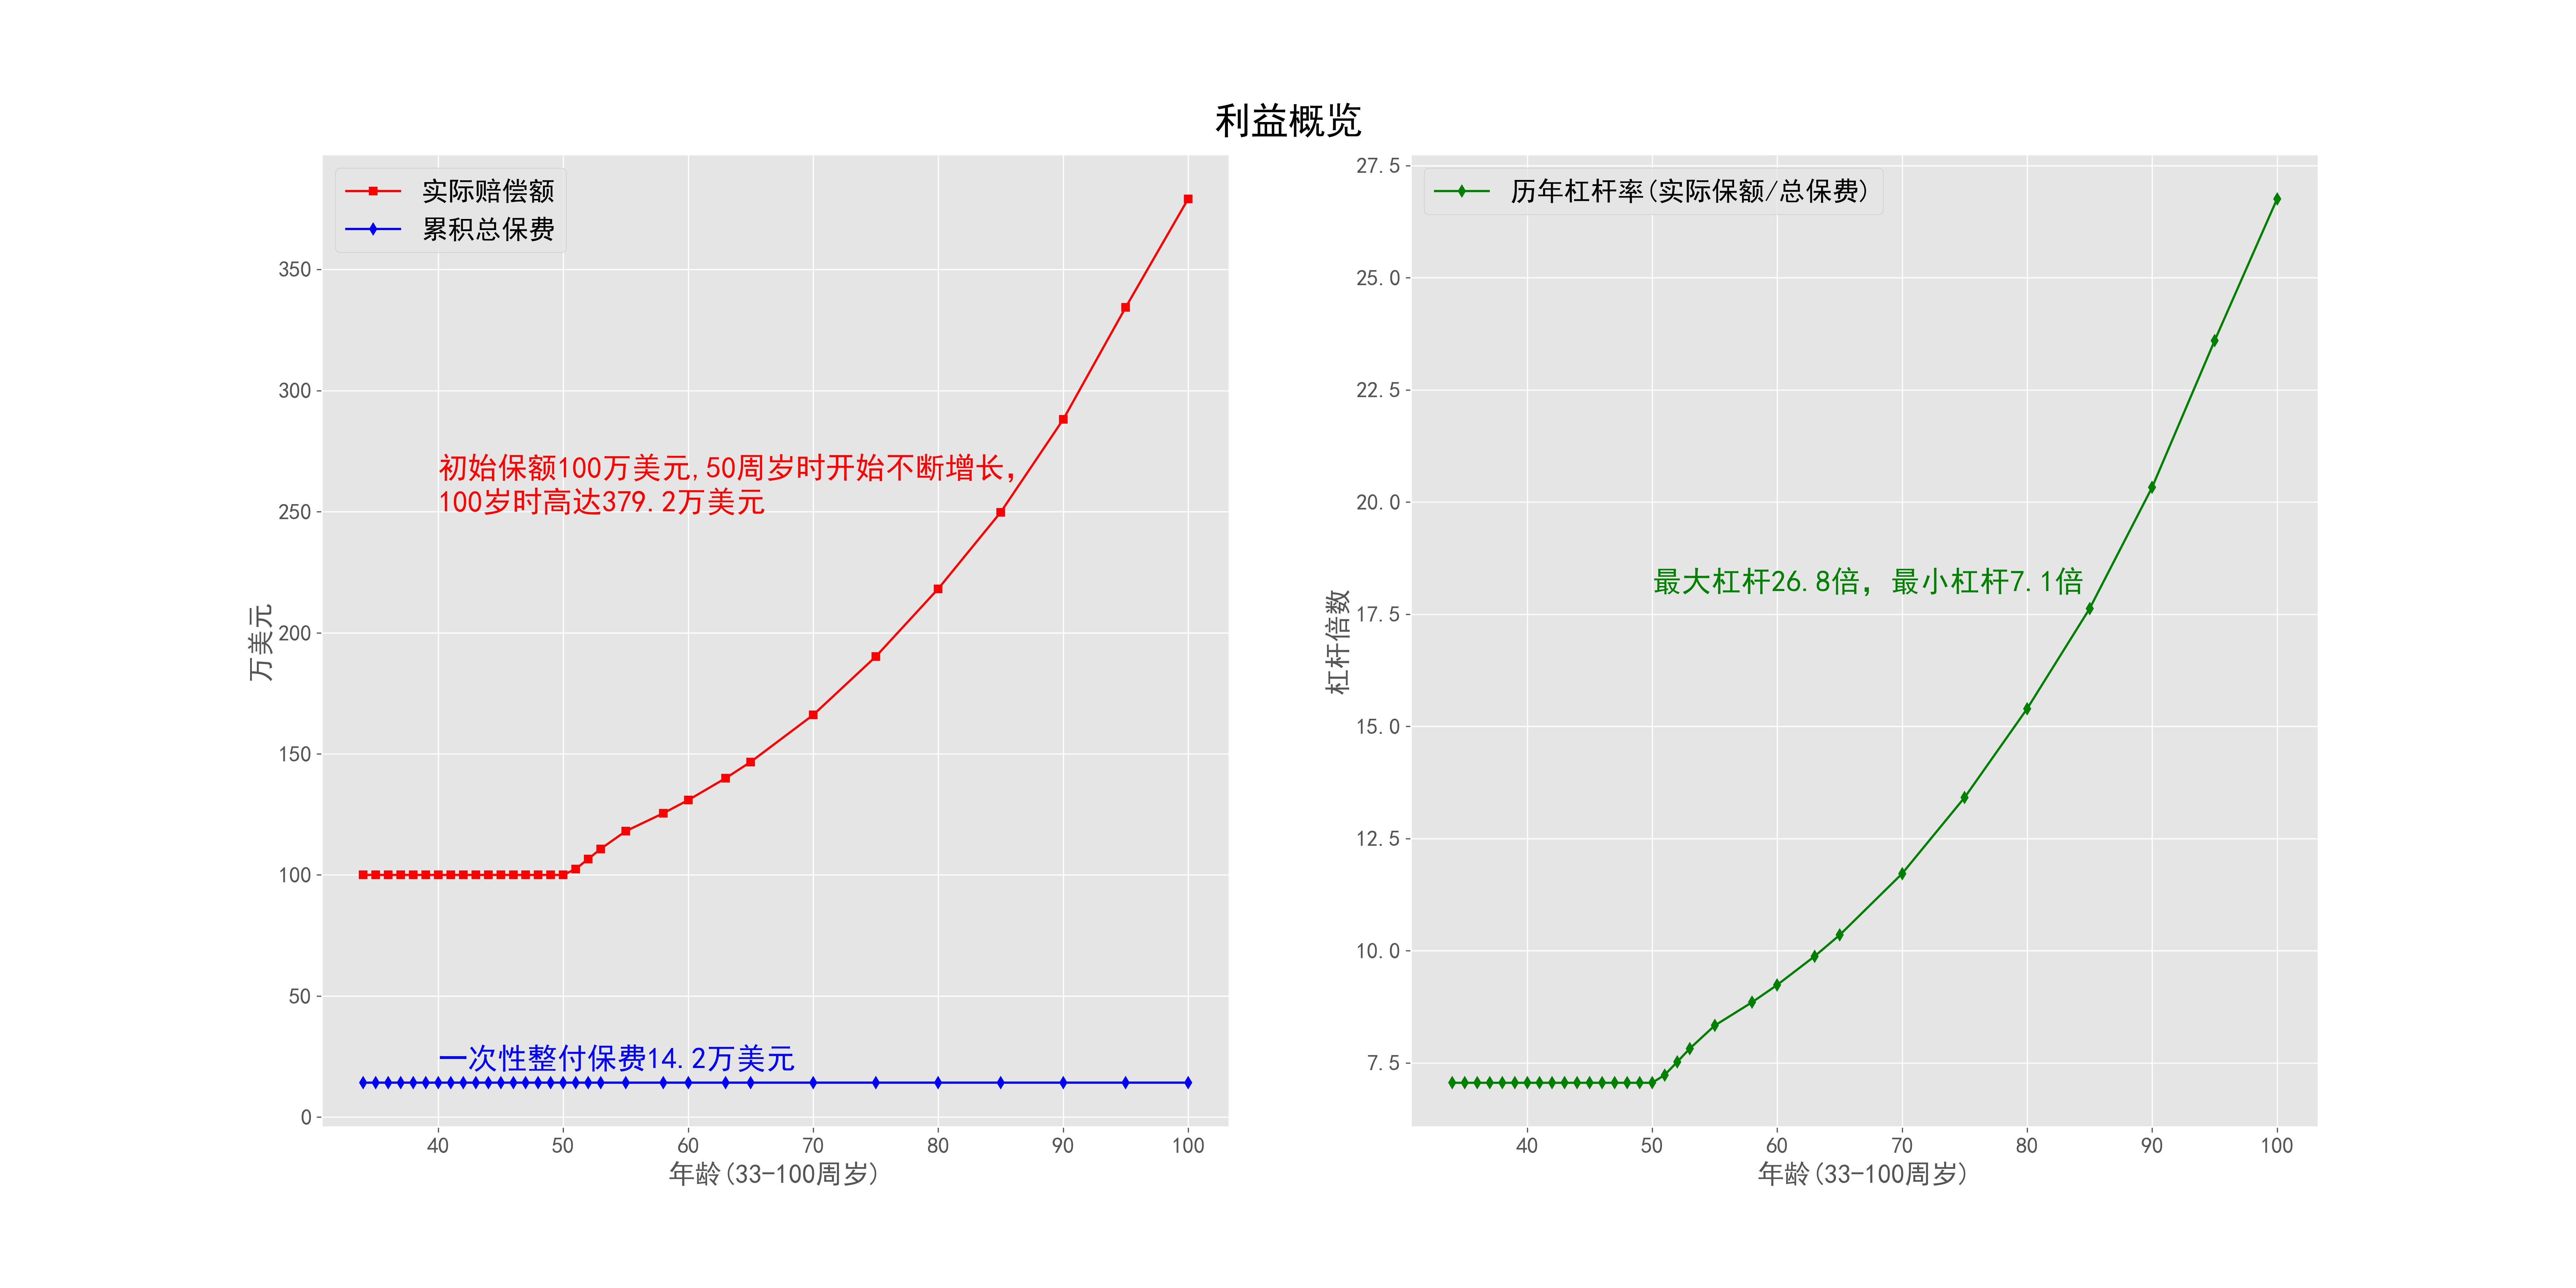 利益概览
实际赔偿额
累积总保费
350
300
250
200
150
100
50
0
万美元
初始保额100万美元,50周岁时开始不断增长,
100岁时高达379.2万美元
一次性整付保费14.2万美元
40 50 60 70 80 90 100
年龄(33-100周岁)
历年杠杆率(实际保额/总保费)
27.5
25.0
22.5
20.0
17.5
15.0
12.5
10.0
7.5
杠杆倍数
最大杠杆26.8倍，最小杠杆7.1倍
40 50 60 70 80 90 100
年龄(33-100周岁)